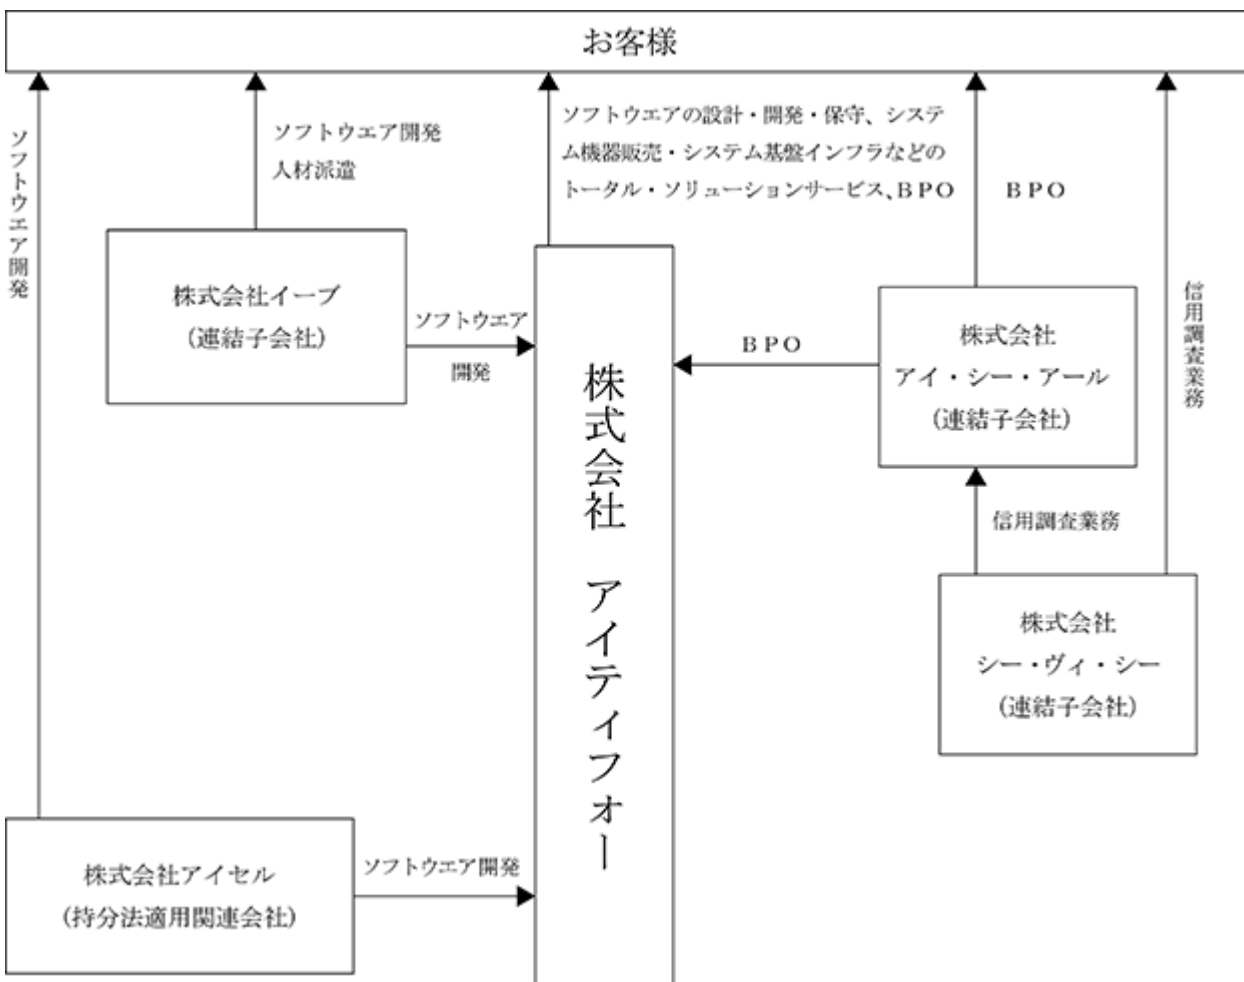 お客様
ソフトウエア開発
ソフトウエア開発
人材派遣
ソフトウエアの設計・開発・保守、システ
ム機器販売・システム基盤インフラなどの
トータル・ソリューションサービス、ＢＰＯ
ＢＰＯ
信用調査業務
株式会社イーブ
(連結子会社)
ソフトウエア
開発
株式会社　アイティフォー
ＢＰＯ
株式会社
アイ・シー・アール
(連結子会社)
信用調査業務
株式会社
シー・ヴィ・シー
(連結子会社)
株式会社アイセル
(持分法適用関連会社)
ソフトウエア開発